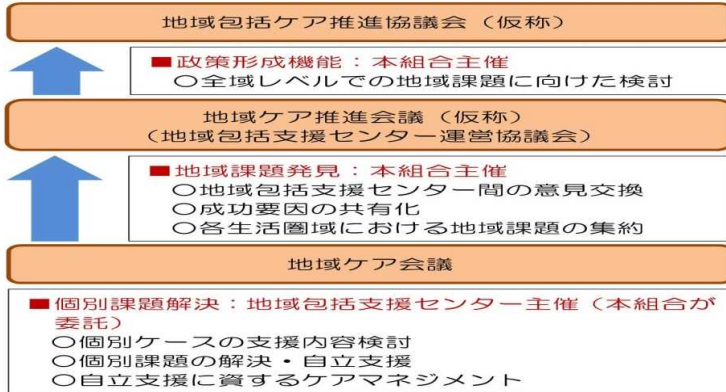 地域包括ケア推進協議会（仮称）
■政策形成機能：本組合主催
○全域レベルでの地域課題に向けた検討
地域ケア推進会議（仮称）
（地域包括支援センター運営協議会）
■地域課題発見：本組合主催
○地域包括支援センター間の意見交換
○成功要因の共有化
○各生活圏域における地域課題の集約
地域ケア会議
■個別課題解決：地域包括支援センター主催（本組合が
委託）
○個別ケースの支援内容検討
○個別課題の解決・自立支援
○自立支援に資するケアマネジメント